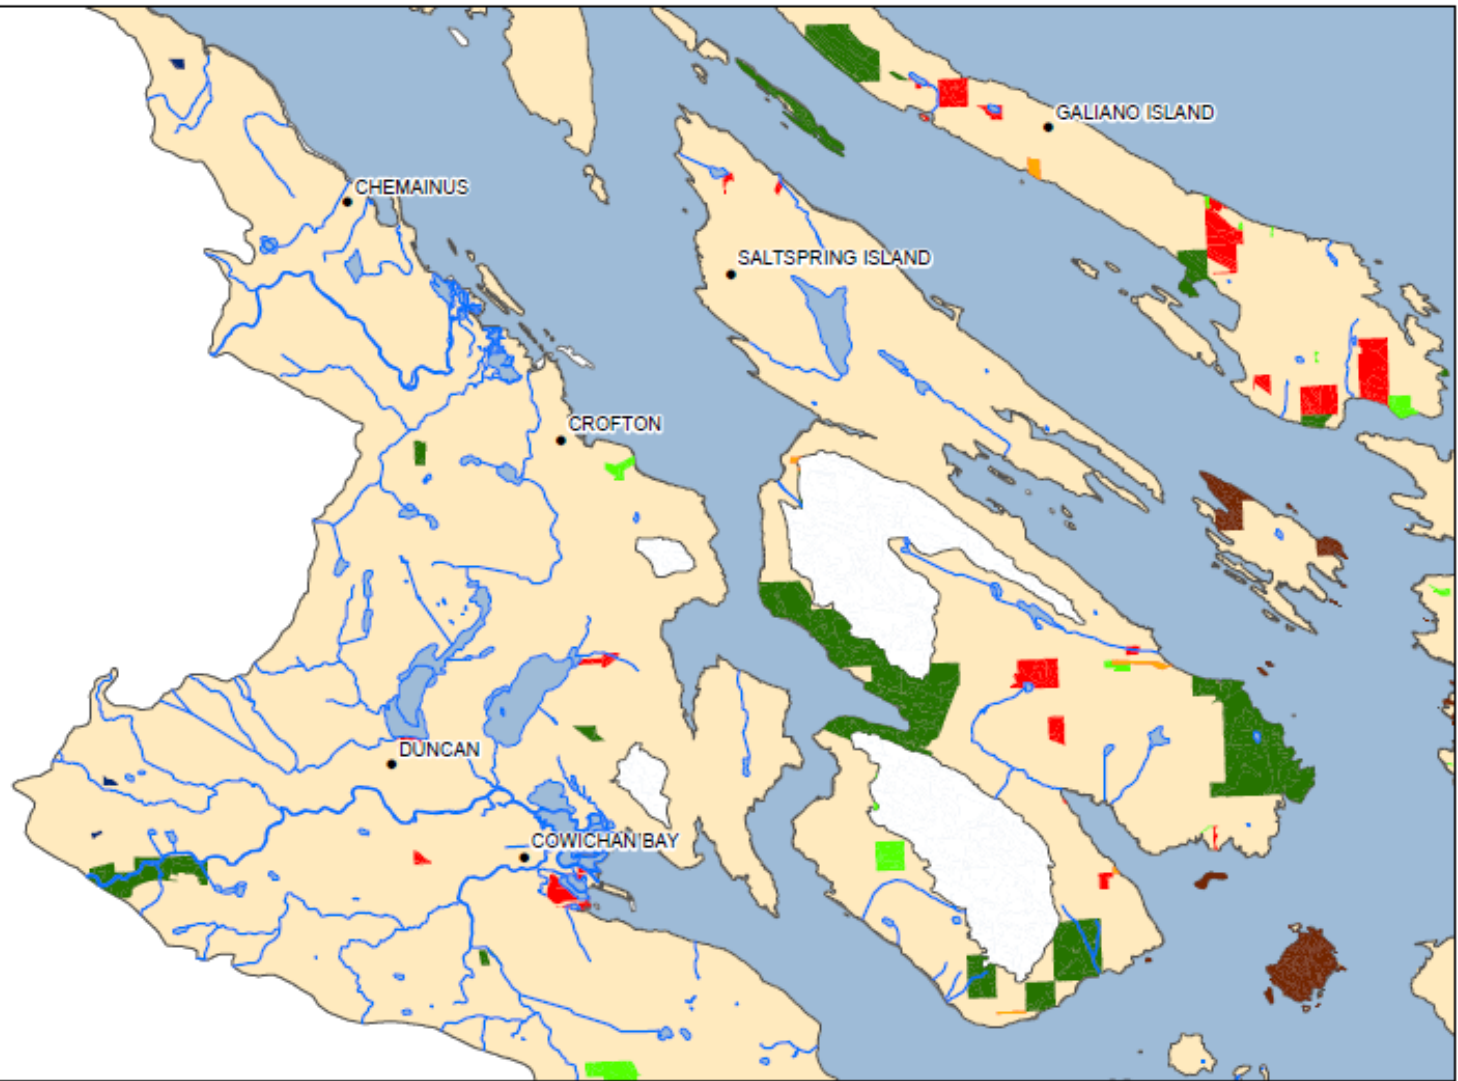 GALIANO ISLAND
CHEMAINUS
SALTSPRING ISLAND
CROFTON
DUNCAN
COWICHAN BAY